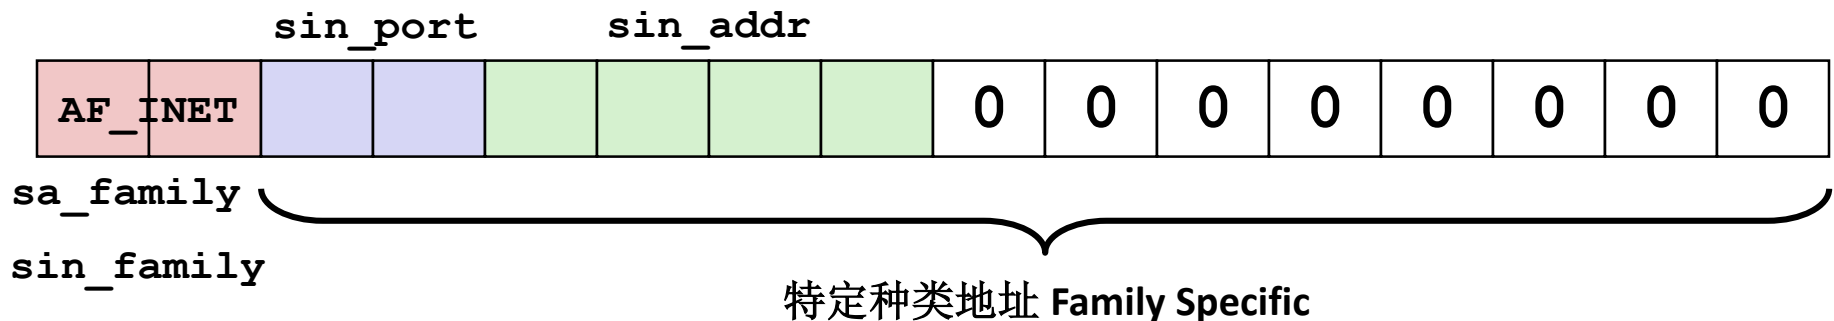 sin_port sin_addr
AF_INET 0 0 0 0 0 0 0 0
sa_family
sin_family
特定种类地址 Family Specific